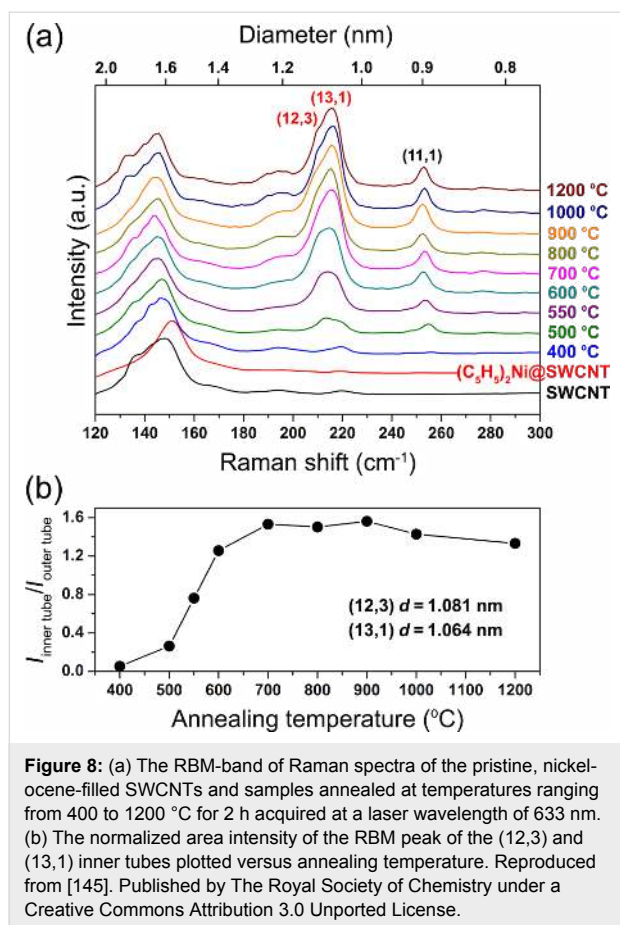 (a)
Diameter (nm)
2.0 1.8 1.6 1.4 1.2 1.0 0.9 0.8
(13,1)
(12,3)
(11,1)
Intensity (a.u.)
1200 °C
1000 °C
900 °C
800 °C
700 °C
600 °C
550 °C
500 °C
400 °C
(C₅H₅)₂Ni@SWCNT
SWCNT
120 140 160 180 200 220 240 260 280 300
Raman shift (cm⁻¹)
(b)
I inner tube/I outer tube
1.6
1.2
0.8
0.4
0.0
(12,3) d = 1.081 nm
(13,1) d = 1.064 nm
400 500 600 700 800 900 1000 1100 1200
Annealing temperature (°C)
Figure 8: (a) The RBM-band of Raman spectra of the pristine, nickel-
ocene-filled SWCNTs and samples annealed at temperatures ranging
from 400 to 1200 °C for 2 h acquired at a laser wavelength of 633 nm.
(b) The normalized area intensity of the RBM peak of the (12,3) and
(13,1) inner tubes plotted versus annealing temperature. Reproduced
from [145]. Published by The Royal Society of Chemistry under a
Creative Commons Attribution 3.0 Unported License.